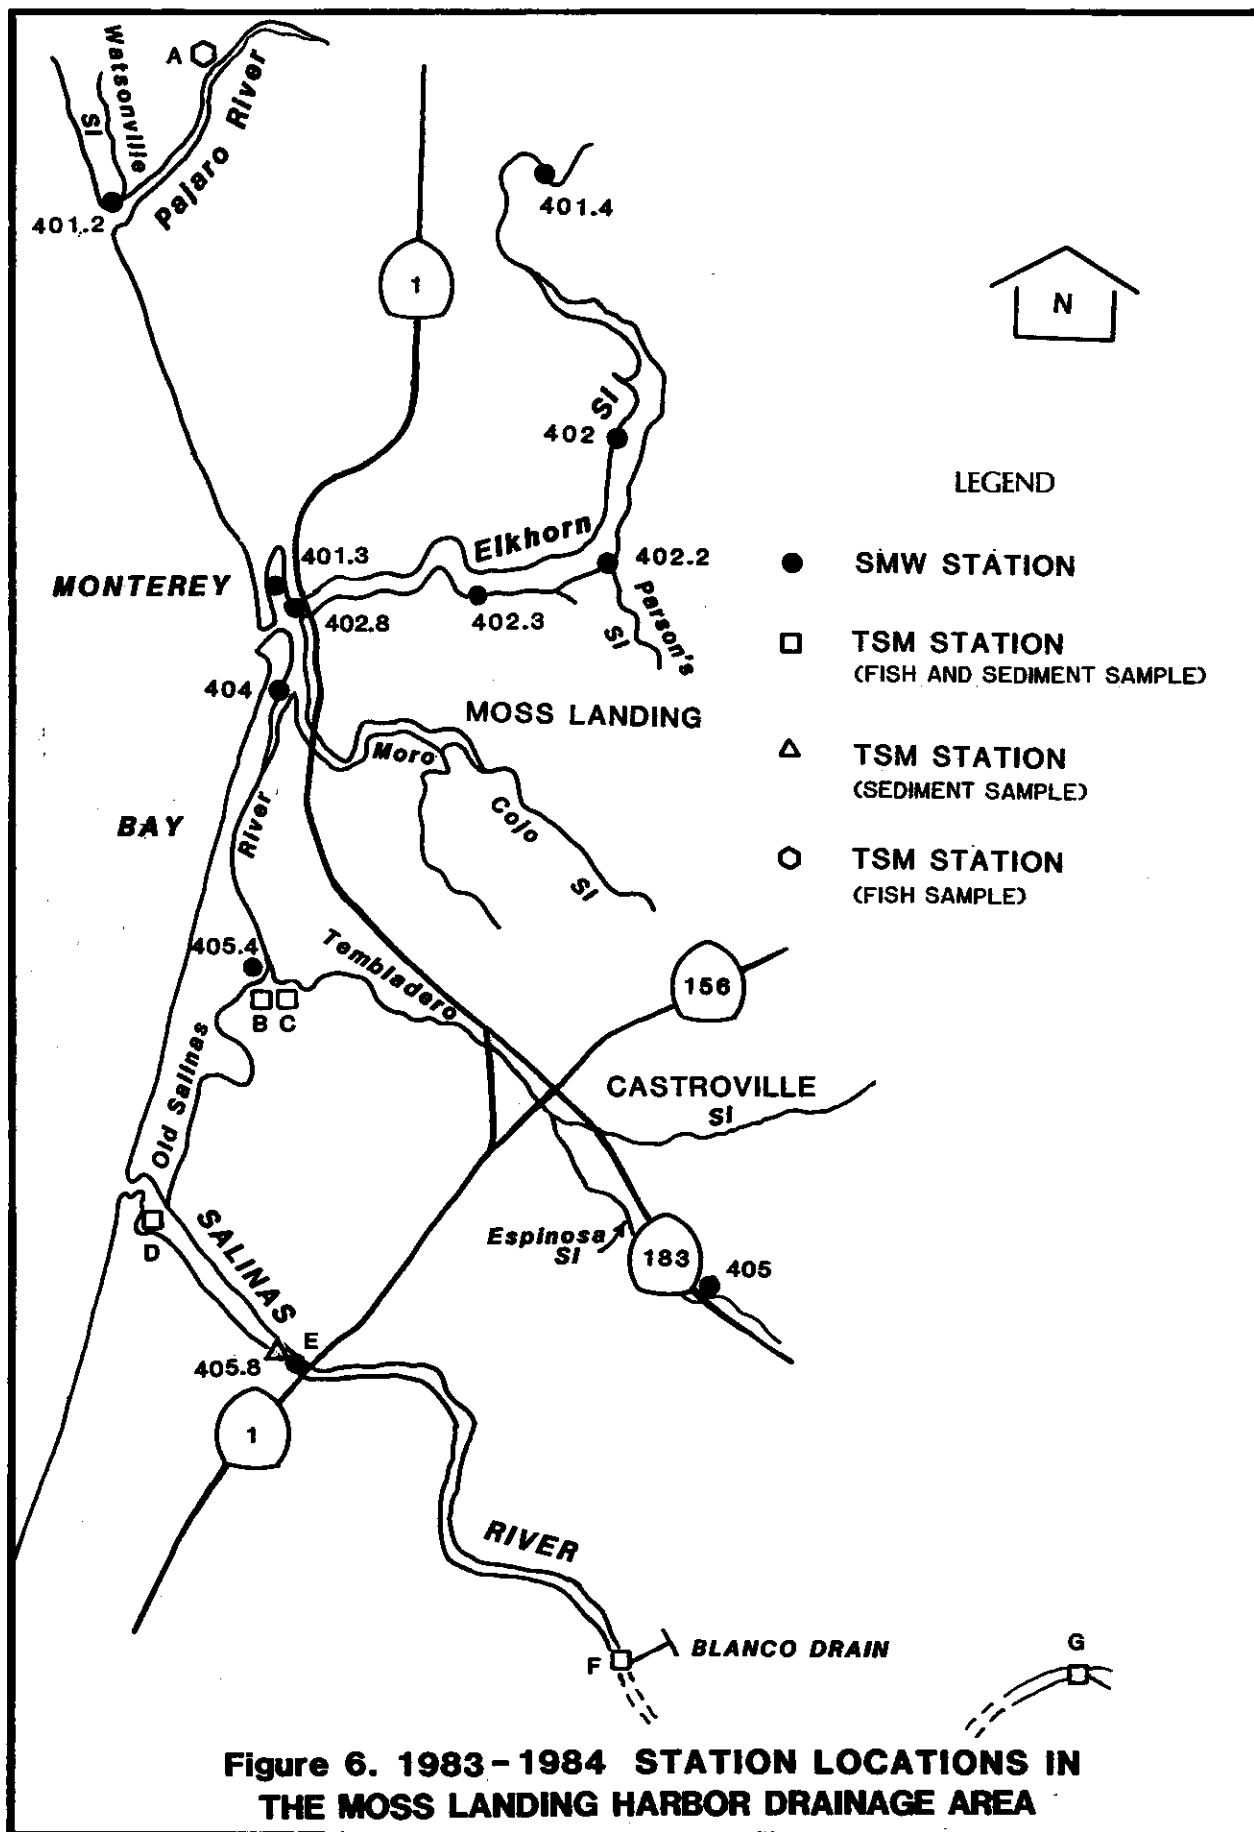 A
Watsonville
Sl
Pajaro River
401.2
401.4
1
N
Sl
402
LEGEND
Elkhorn
401.3
402.2
MONTEREY
SMW STATION
402.8
402.3
Parson's
Sl
TSM STATION
(FISH AND SEDIMENT SAMPLE)
404
MOSS LANDING
Moro
TSM STATION
(SEDIMENT SAMPLE)
Cojo
Sl
BAY
River
TSM STATION
(FISH SAMPLE)
405.4
Tembladero
156
B C
Old Salinas
CASTROVILLE
Sl
D
SALINAS
Espinosa
Sl
183
405
E
405.8
1
RIVER
F
BLANCO DRAIN
G
Figure 6. 1983-1984 STATION LOCATIONS IN
THE MOSS LANDING HARBOR DRAINAGE AREA